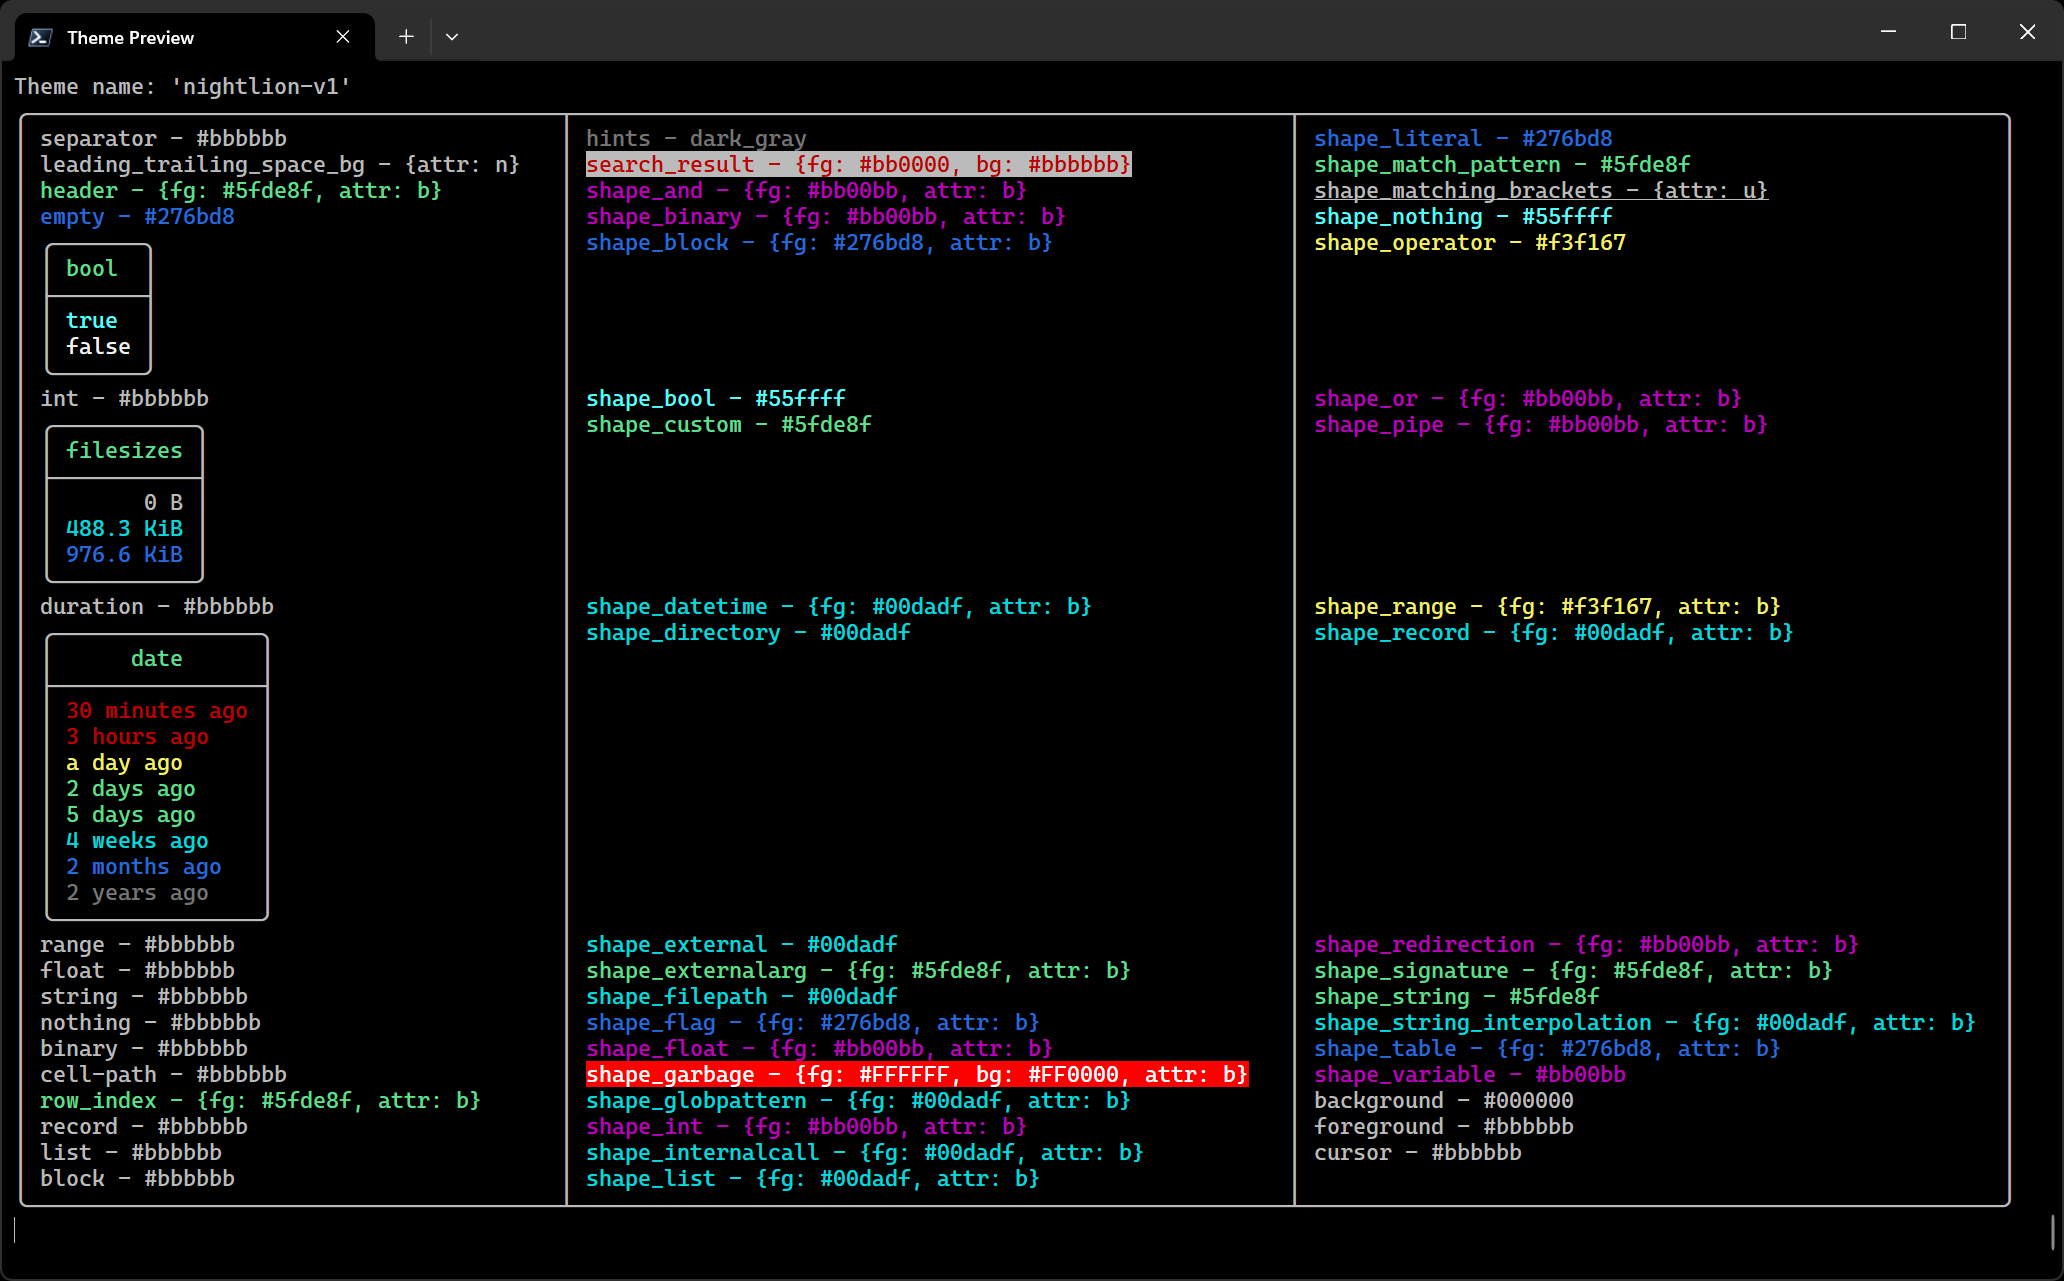 Theme Preview
Theme name: 'nightlion-v1'
separator - #bbbbbb
leading_trailing_space_bg - {attr: n}
header - {fg: #5fde8f, attr: b}
empty - #276bd8
bool
true
false
int - #bbbbbb
filesizes
0 B
488.3 KiB
976.6 KiB
duration - #bbbbbb
date
30 minutes ago
3 hours ago
a day ago
2 days ago
5 days ago
4 weeks ago
2 months ago
2 years ago
range - #bbbbbb
float - #bbbbbb
string - #bbbbbb
nothing - #bbbbbb
binary - #bbbbbb
cell-path - #bbbbbb
row_index - {fg: #5fde8f, attr: b}
record - #bbbbbb
list - #bbbbbb
block - #bbbbbb
hints - dark_gray
search_result - {fg: #bb0000, bg: #bbbbbb}
shape_and - {fg: #bb00bb, attr: b}
shape_binary - {fg: #bb00bb, attr: b}
shape_block - {fg: #276bd8, attr: b}
shape_bool - #55ffff
shape_custom - #5fde8f
shape_datetime - {fg: #00dadf, attr: b}
shape_directory - #00dadf
shape_external - #00dadf
shape_externalarg - {fg: #5fde8f, attr: b}
shape_filepath - #00dadf
shape_flag - {fg: #276bd8, attr: b}
shape_float - {fg: #bb00bb, attr: b}
shape_garbage - {fg: #FFFFFF, bg: #FF0000, attr: b}
shape_globpattern - {fg: #00dadf, attr: b}
shape_int - {fg: #bb00bb, attr: b}
shape_internalcall - {fg: #00dadf, attr: b}
shape_list - {fg: #00dadf, attr: b}
shape_literal - #276bd8
shape_match_pattern - #5fde8f
shape_matching_brackets - {attr: u}
shape_nothing - #55ffff
shape_operator - #f3f167
shape_or - {fg: #bb00bb, attr: b}
shape_pipe - {fg: #bb00bb, attr: b}
shape_range - {fg: #f3f167, attr: b}
shape_record - {fg: #00dadf, attr: b}
shape_redirection - {fg: #bb00bb, attr: b}
shape_signature - {fg: #5fde8f, attr: b}
shape_string - #5fde8f
shape_string_interpolation - {fg: #00dadf, attr: b}
shape_table - {fg: #276bd8, attr: b}
shape_variable - #bb00bb
background - #000000
foreground - #bbbbbb
cursor - #bbbbbb